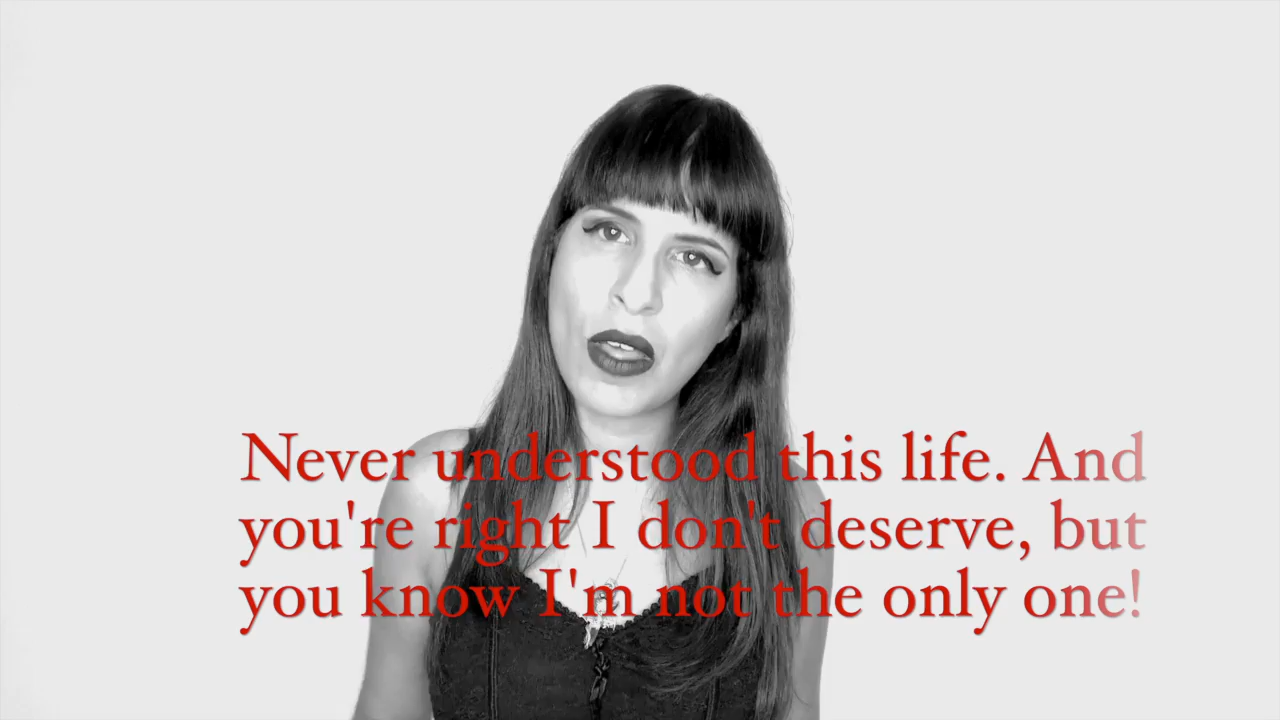 Never understood this life. And
you're right I don't deserve, but
you know I'm not the only one!